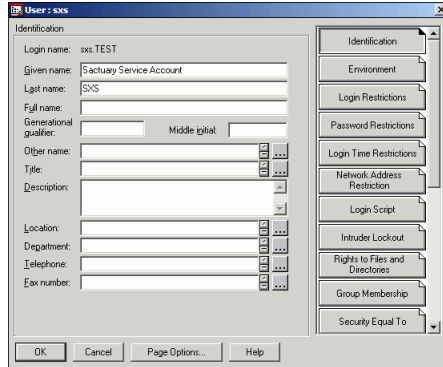 User : sxs
Identification
Login name: sxs.TEST
Given name: Sactuary Service Account
Last name: SXS
Full name:
Generational
qualifier:
Middle initial:
Other name:
Title:
Description:
Location:
Department:
Telephone:
Fax number:
Identification
Environment
Login Restrictions
Password Restrictions
Login Time Restrictions
Network Address
Restriction
Login Script
Intruder Lockout
Rights to Files and
Directories
Group Membership
Security Equal To
OK Cancel Page Options... Help